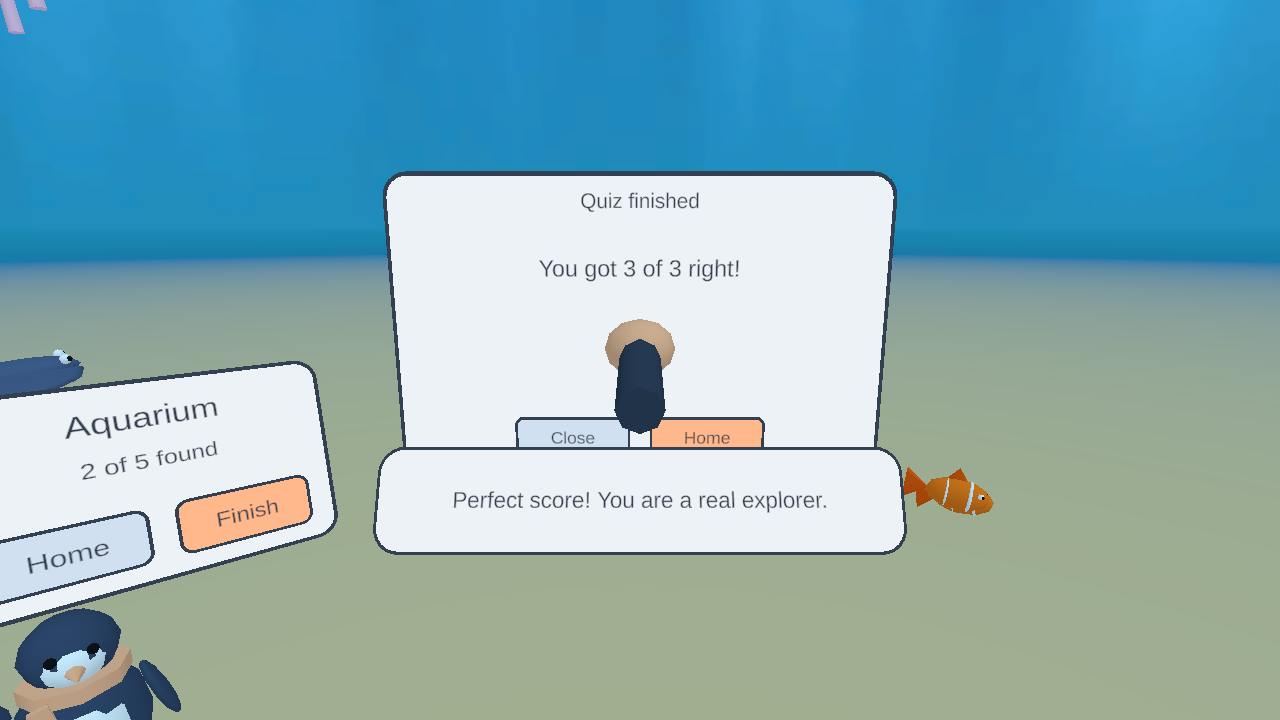 Quiz finished
You got 3 of 3 right!
Close
Home
Perfect score! You are a real explorer.
Aquarium
2 of 5 found
Home
Finish